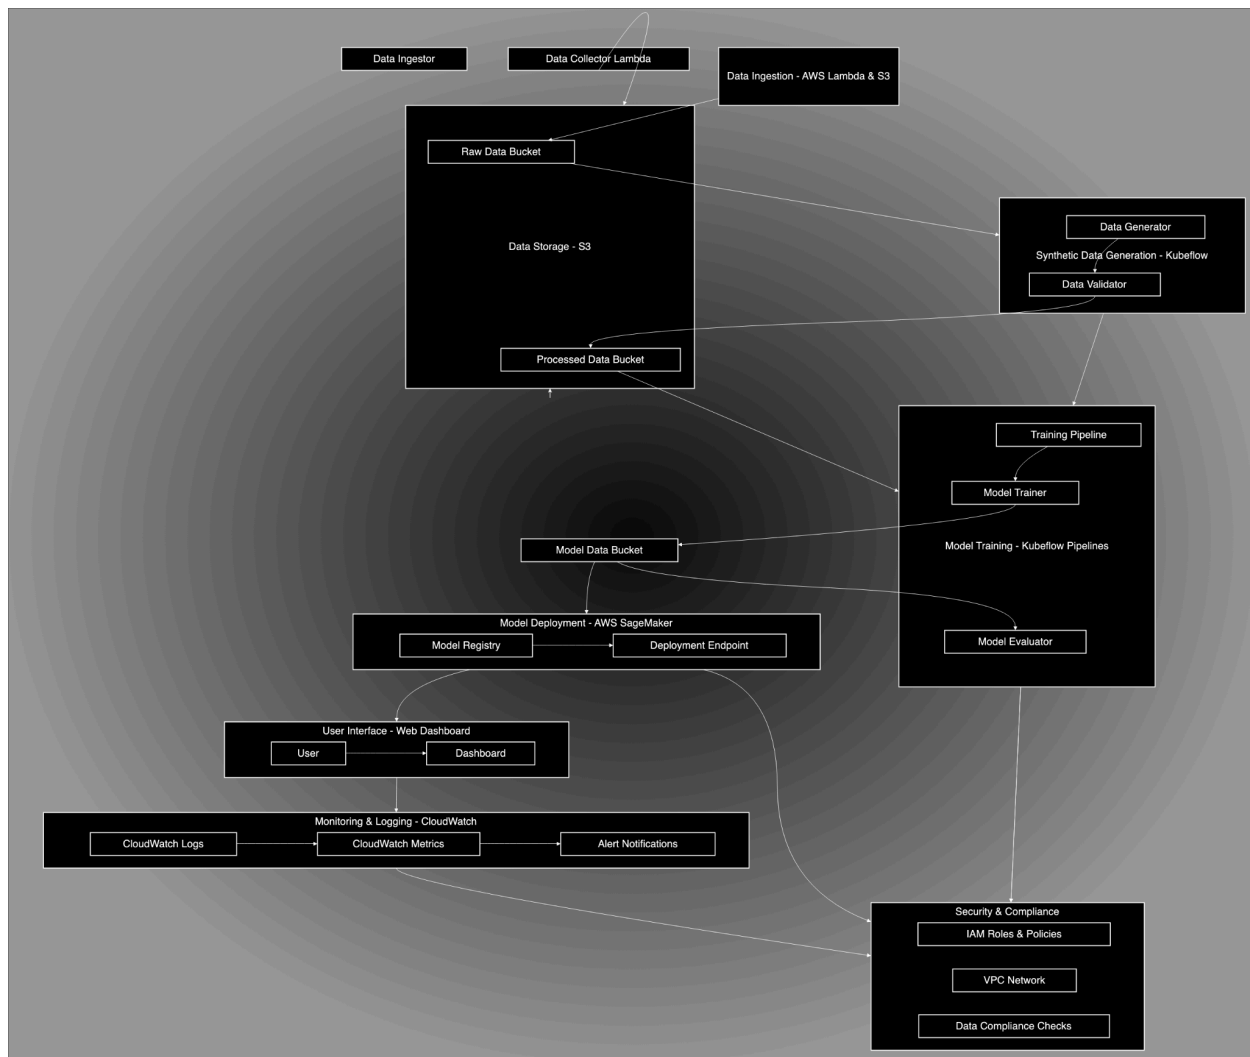 Data Ingestor
Data Collector Lambda
Data Ingestion - AWS Lambda & S3
Raw Data Bucket
Data Storage - S3
Data Generator
Synthetic Data Generation - Kubeflow
Data Validator
Processed Data Bucket
Training Pipeline
Model Trainer
Model Training - Kubeflow Pipelines
Model Data Bucket
Model Deployment - AWS SageMaker
Model Registry
Deployment Endpoint
Model Evaluator
User Interface - Web Dashboard
User
Dashboard
Monitoring & Logging - CloudWatch
CloudWatch Logs
CloudWatch Metrics
Alert Notifications
Security & Compliance
IAM Roles & Policies
VPC Network
Data Compliance Checks